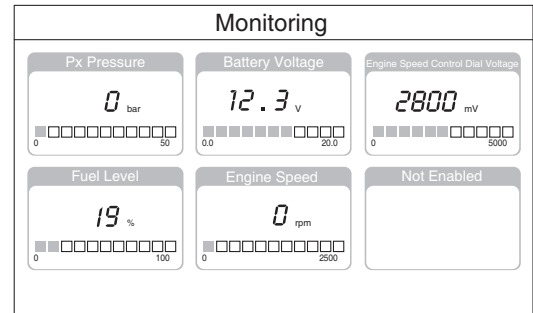 Monitoring
Px Pressure
0 bar
0 50
Battery Voltage
12.3 V
0.0 20.0
Engine Speed Control Dial Voltage
2800 mV
0 5000
Fuel Level
19 %
0 100
Engine Speed
0 rpm
0 2500
Not Enabled